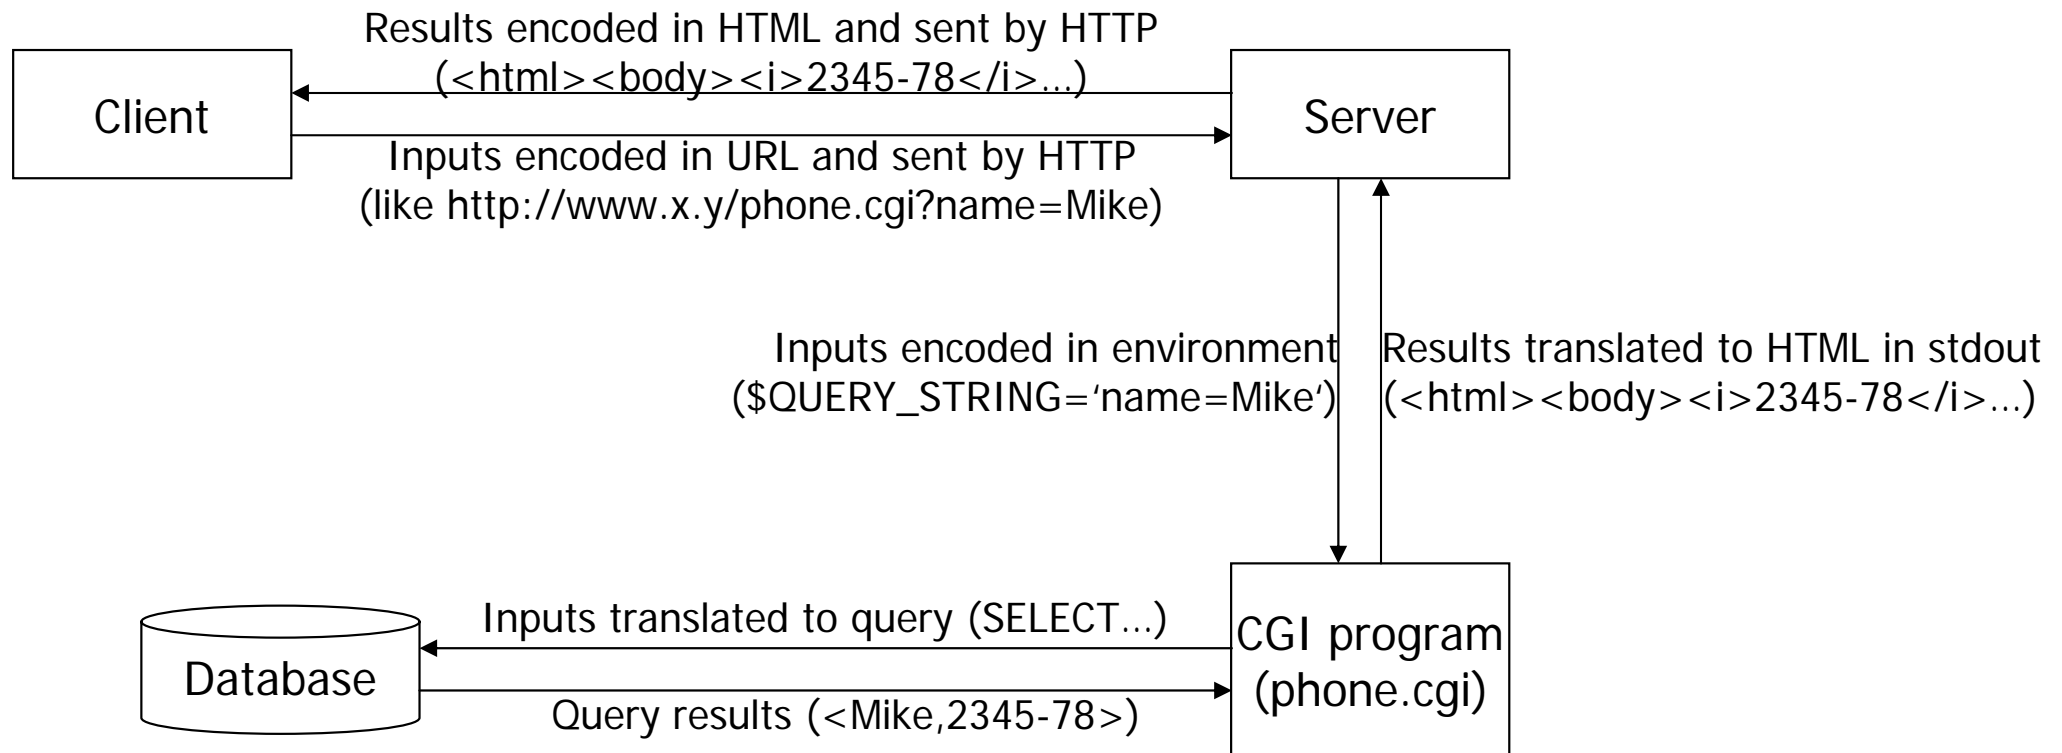 Results encoded in HTML and sent by HTTP
(<html><body><i>2345-78</i>...)
Client
Server
Inputs encoded in URL and sent by HTTP
(like http://www.x.y/phone.cgi?name=Mike)
Inputs encoded in environment
($QUERY_STRING=‘name=Mike‘)
Results translated to HTML in stdout
(<html><body><i>2345-78</i>...)
Inputs translated to query (SELECT...)
Database
Query results (<Mike,2345-78>)
CGI program
(phone.cgi)